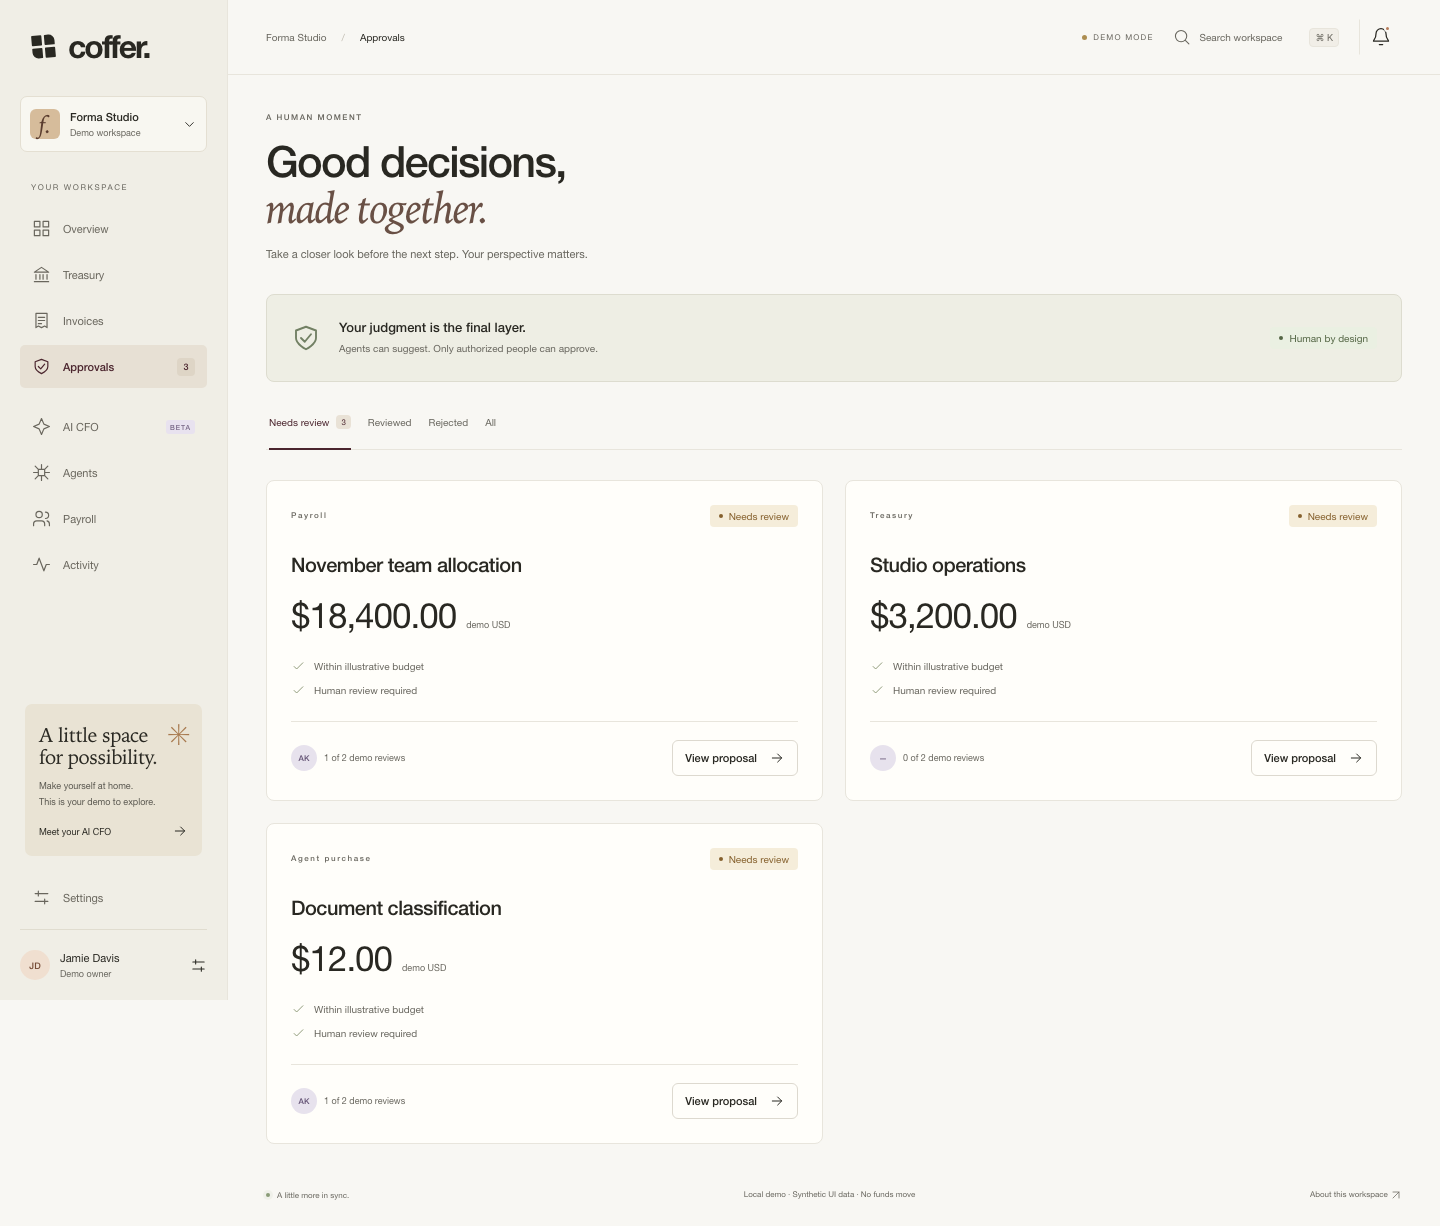 coffer.
f.
Forma Studio
Demo workspace
YOUR WORKSPACE
Overview
Treasury
Invoices
Approvals 3
AI CFO BETA
Agents
Payroll
Activity
A little space
for possibility.
Make yourself at home.
This is your demo to explore.
Meet your AI CFO
Settings
JD
Jamie Davis
Demo owner
Forma Studio / Approvals
DEMO MODE
Search workspace
⌘ K
A HUMAN MOMENT
Good decisions,
made together.
Take a closer look before the next step. Your perspective matters.
Your judgment is the final layer.
Agents can suggest. Only authorized people can approve.
Human by design
Needs review 3 Reviewed Rejected All
Payroll
Needs review
November team allocation
$18,400.00 demo USD
Within illustrative budget
Human review required
AK 1 of 2 demo reviews
View proposal
Treasury
Needs review
Studio operations
$3,200.00 demo USD
Within illustrative budget
Human review required
— 0 of 2 demo reviews
View proposal
Agent purchase
Needs review
Document classification
$12.00 demo USD
Within illustrative budget
Human review required
AK 1 of 2 demo reviews
View proposal
A little more in sync.
Local demo · Synthetic UI data · No funds move
About this workspace